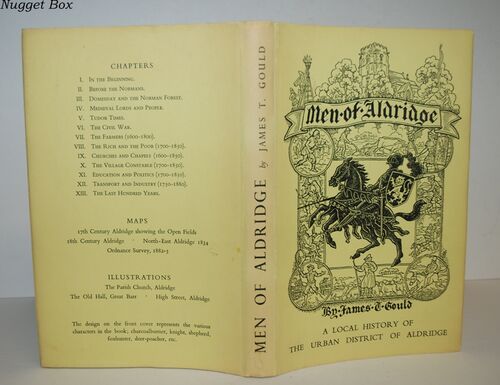 Nugget Box
CHAPTERS
I. In the Beginning.
II. Before the Normans.
III. Domesday and the Norman Forest.
IV. Medieval Lords and People.
V. Tudor Times.
VI. The Civil War.
VII. The Farmers (1600-1800).
VIII. The Rich and the Poor (1700-1850).
IX. Churches and Chapels (1600-1850).
X. The Village Constable (1700-1850).
XI. Education and Politics (1700-1850).
XII. Transport and Industry (1750-1880).
XIII. The Last Hundred Years.
MAPS
17th Century Aldridge showing the Open Fields
18th Century Aldridge · North-East Aldridge 1834
Ordnance Survey, 1882-5
ILLUSTRATIONS
The Parish Church, Aldridge
The Old Hall, Great Barr · High Street, Aldridge
The design on the front cover represents the various
characters in the book; charcoalburner, knight, shepherd,
foxhunter, deer-poacher, etc.
MEN OF ALDRIDGE by JAMES T. GOULD
Men·of·Aldridge
By·James·T·Gould
A LOCAL HISTORY OF
THE URBAN DISTRICT OF ALDRIDGE